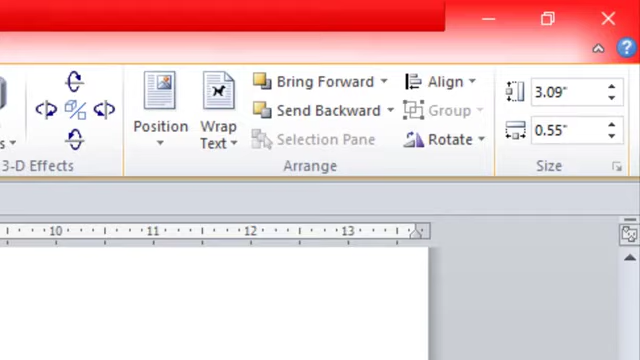 Bring Forward Align 3.09"
Position Wrap Text Send Backward Group 0.55"
Selection Pane Rotate
3-D Effects Arrange Size
10 11 12 13